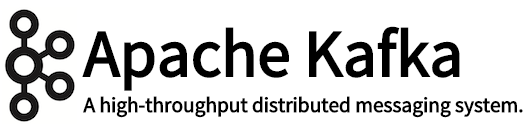 Apache Kafka
A high-throughput distributed messaging system.